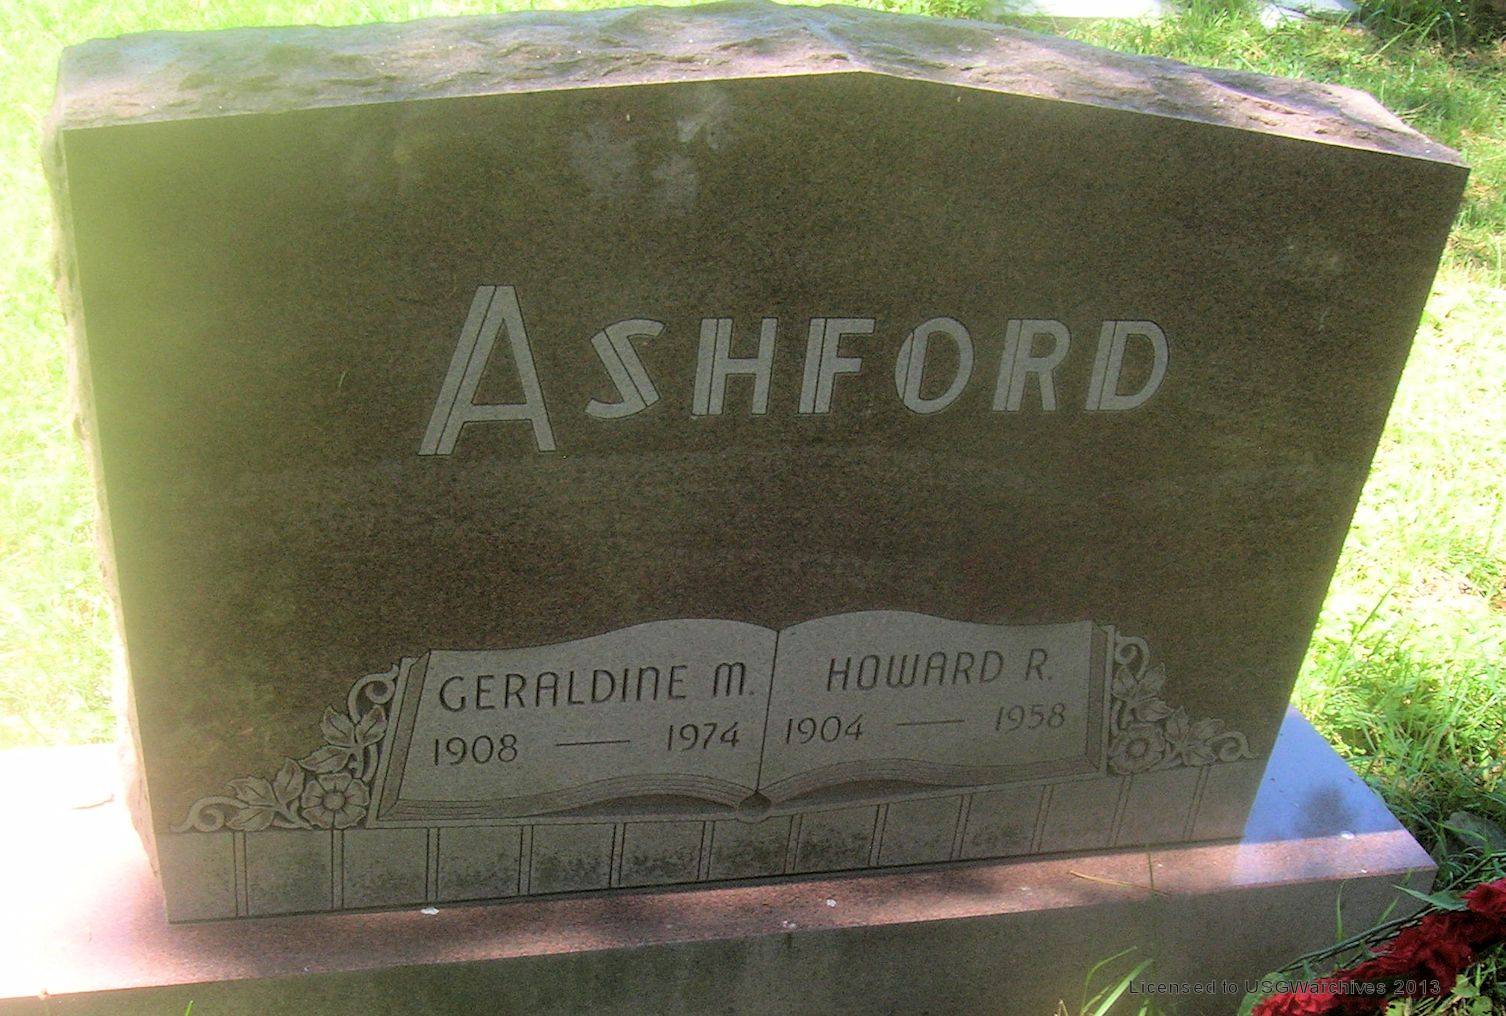 ASHFORD
GERALDINE M.
1908 — 1974
HOWARD R.
1904 — 1958
Licensed to USGWarchives 2013